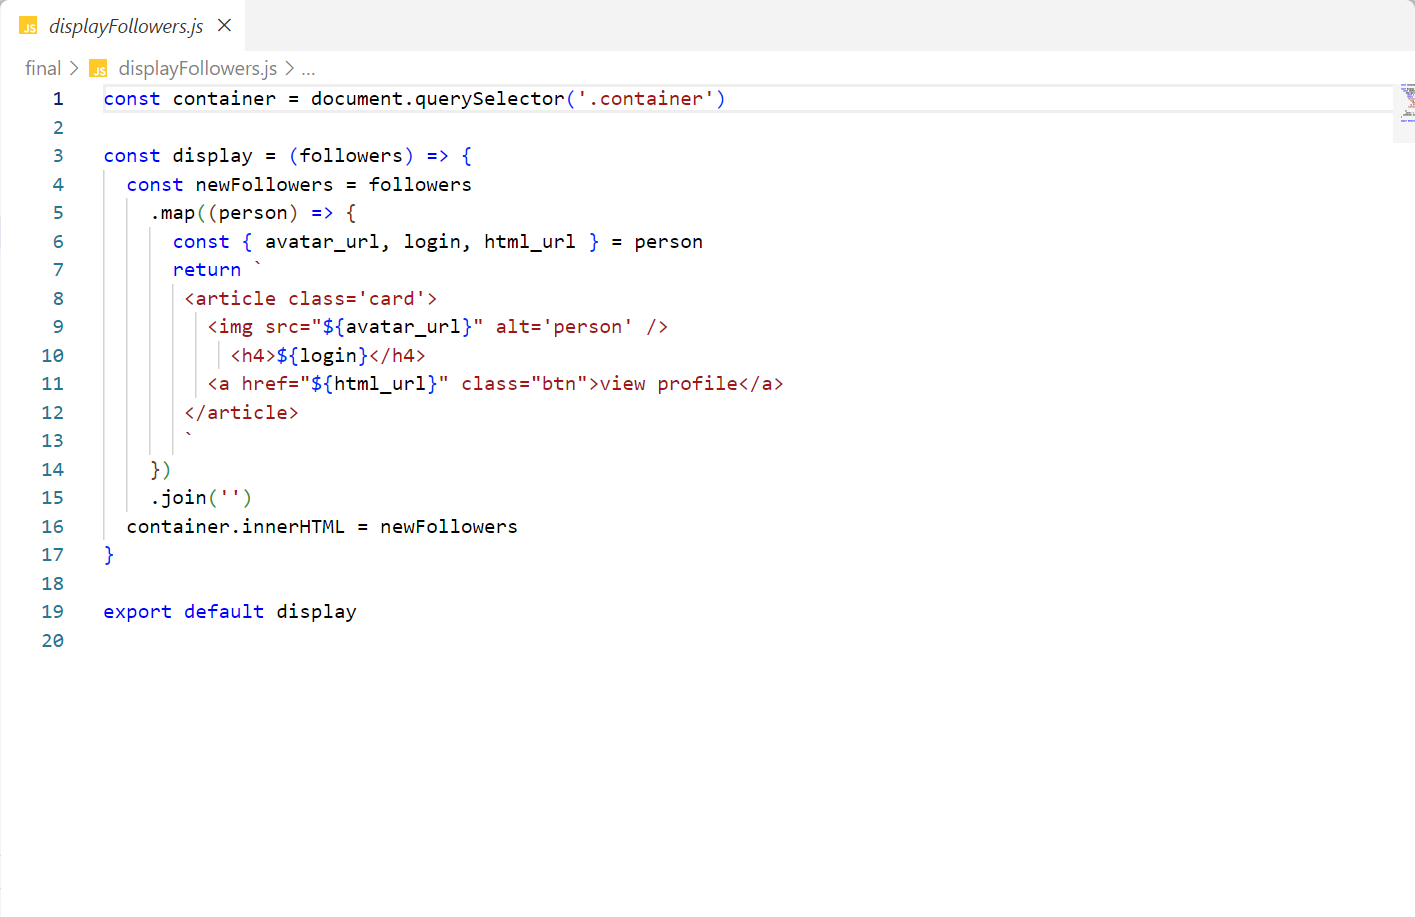 JS displayFollowers.js ×
final > JS displayFollowers.js > ...
1 const container = document.querySelector('.container')
2
3 const display = (followers) => {
4   const newFollowers = followers
5     .map((person) => {
6       const { avatar_url, login, html_url } = person
7       return `
8        <article class='card'>
9          <img src="${avatar_url}" alt='person' />
10            <h4>${login}</h4>
11          <a href="${html_url}" class="btn">view profile</a>
12        </article>
13        `
14     })
15     .join('')
16   container.innerHTML = newFollowers
17 }
18
19 export default display
20